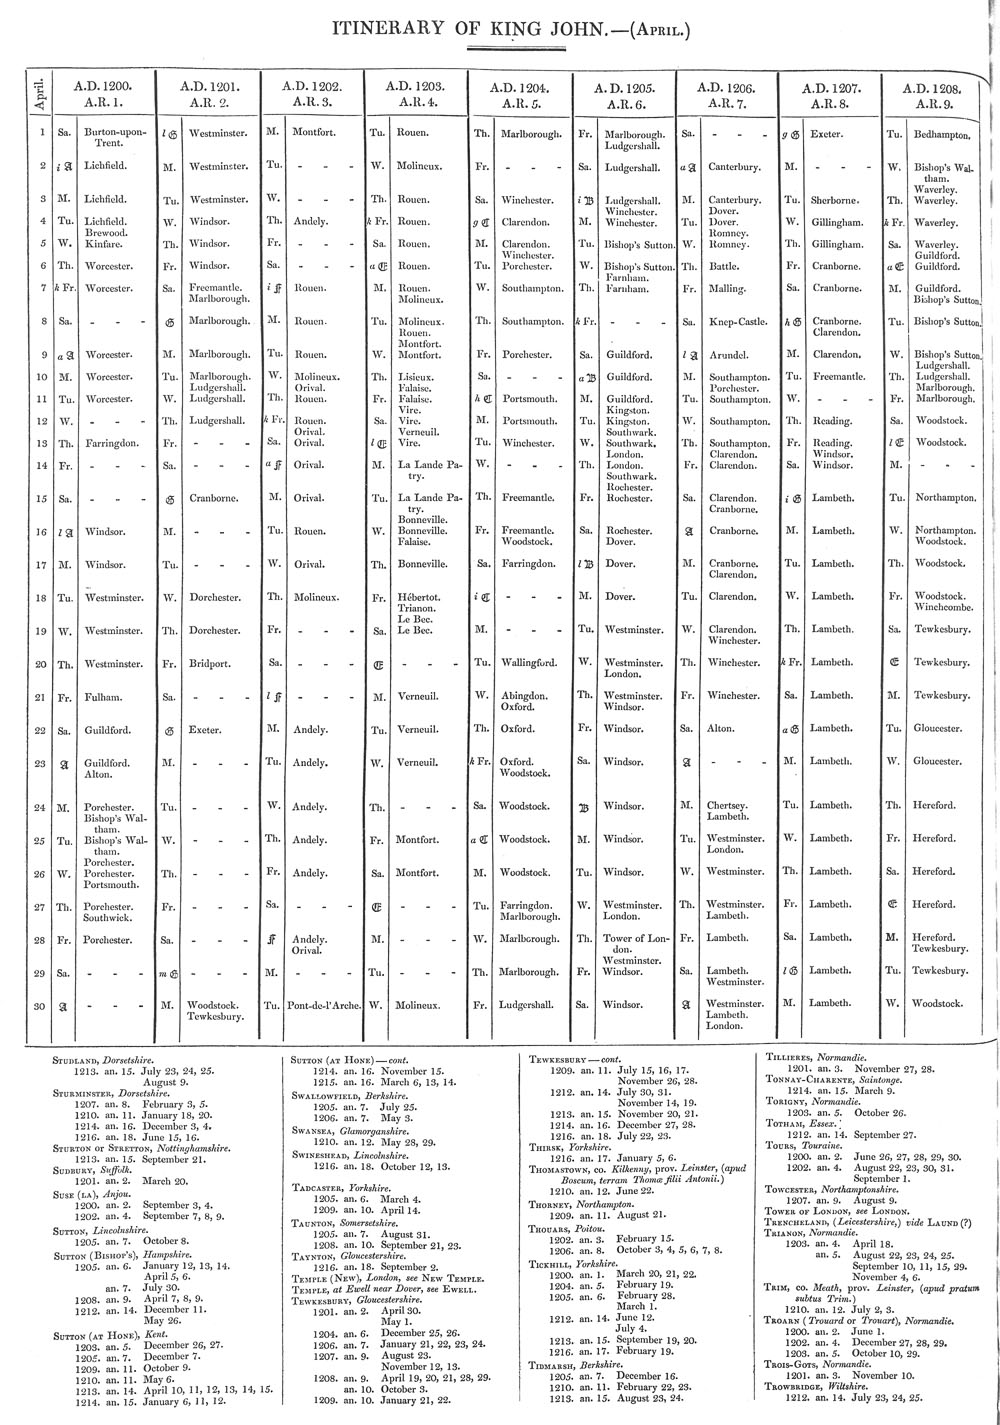 ITINERARY OF KING JOHN.—(April.)
April.
A.D. 1200. A.R. 1.
A.D. 1201. A.R. 2.
A.D. 1202. A.R. 3.
A.D. 1203. A.R. 4.
A.D. 1204. A.R. 5.
A.D. 1205. A.R. 6.
A.D. 1206. A.R. 7.
A.D. 1207. A.R. 8.
A.D. 1208. A.R. 9.
1 Sa. Burton-upon-Trent. l G Westminster. M. Montfort. Tu. Rouen. Th. Marlborough. Fr. Marlborough. Ludgershall. Sa. - - - g G Exeter. Tu. Bedhampton.
2 i A Lichfield. M. Westminster. Tu. - - - W. Molineux. Fr. - - - Sa. Ludgershall. a A Canterbury. M. - - - W. Bishop's Waltham. Waverley.
3 M. Lichfield. Tu. Westminster. W. - - - Th. Rouen. Sa. Winchester. i B Ludgershall. Winchester. M. Canterbury. Dover. Tu. Sherborne. Th. Waverley.
4 Tu. Lichfield. Brewood. W. Windsor. Th. Andely. k Fr. Rouen. g C Clarendon. M. Winchester. Tu. Dover. Romney. W. Gillingham. k Fr. Waverley.
5 W. Kinfare. Th. Windsor. Fr. - - - Sa. Rouen. M. Clarendon. Winchester. Tu. Bishop's Sutton. W. Romney. Th. Gillingham. Sa. Waverley. Guildford.
6 Th. Worcester. Fr. Windsor. Sa. - - - a E Rouen. Tu. Porchester. W. Bishop's Sutton. Farnham. Th. Battle. Fr. Cranborne. a E Guildford.
7 k Fr. Worcester. Sa. Freemantle. Marlborough. i ff Rouen. M. Rouen. Molineux. W. Southampton. Th. Farnham. Fr. Malling. Sa. Cranborne. M. Guildford. Bishop's Sutton.
8 Sa. - - - G Marlborough. M. Rouen. Tu. Molineux. Rouen. Montfort. Th. Southampton. k Fr. - - - Sa. Knep-Castle. h G Cranborne. Clarendon. Tu. Bishop's Sutton.
9 a A Worcester. M. Marlborough. Tu. Rouen. W. Montfort. Fr. Porchester. Sa. Guildford. l A Arundel. M. Clarendon. W. Bishop's Sutton. Ludgershall.
10 M. Worcester. Tu. Marlborough. Ludgershall. W. Molineux. Orival. Th. Lisieux. Falaise. Sa. - - - a B Guildford. M. Southampton. Porchester. Tu. Freemantle. Th. Ludgershall. Marlborough.
11 Tu. Worcester. W. Ludgershall. Th. Rouen. Fr. Falaise. Vire. h C Portsmouth. M. Guildford. Kingston. Tu. Southampton. W. - - - Fr. Marlborough.
12 W. - - - Th. Ludgershall. k Fr. Rouen. Orival. Sa. Vire. Verneuil. M. Portsmouth. Tu. Kingston. Southwark. W. Southampton. Th. Reading. Sa. Woodstock.
13 Th. Farringdon. Fr. - - - Sa. Orival. l E Vire. Tu. Winchester. W. Southwark. London. Th. Southampton. Clarendon. Fr. Reading. Windsor. l E Woodstock.
14 Fr. - - - Sa. - - - a ff Orival. M. La Lande Patry. W. - - - Th. London. Southwark. Rochester. Fr. Clarendon. Sa. Windsor. M. - - -
15 Sa. - - - G Cranborne. M. Orival. Tu. La Lande Patry. Bonneville. Th. Freemantle. Fr. Rochester. Sa. Clarendon. Cranborne. i G Lambeth. Tu. Northampton.
16 l A Windsor. M. - - - Tu. Rouen. W. Bonneville. Falaise. Fr. Freemantle. Woodstock. Sa. Rochester. Dover. A Cranborne. M. Lambeth. W. Northampton. Woodstock.
17 M. Windsor. Tu. - - - W. Orival. Th. Bonneville. Sa. Farringdon. l B Dover. M. Cranborne. Clarendon. Tu. Lambeth. Th. Woodstock.
18 Tu. Westminster. W. Dorchester. Th. Molineux. Fr. Hébertot. Trianon. Le Bec. i C - - - M. Dover. Tu. Clarendon. W. Lambeth. Fr. Woodstock. Winchcombe.
19 W. Westminster. Th. Dorchester. Fr. - - - Sa. Le Bec. M. - - - Tu. Westminster. W. Clarendon. Winchester. Th. Lambeth. Sa. Tewkesbury.
20 Th. Westminster. Fr. Bridport. Sa. - - - E - - - Tu. Wallingford. W. Westminster. London. Th. Winchester. k Fr. Lambeth. E Tewkesbury.
21 Fr. Fulham. Sa. - - - l ff - - - M. Verneuil. W. Abingdon. Oxford. Th. Westminster. Windsor. Fr. Winchester. Sa. Lambeth. M. Tewkesbury.
22 Sa. Guildford. G Exeter. M. Andely. Tu. Verneuil. Th. Oxford. Fr. Windsor. Sa. Alton. a G Lambeth. Tu. Gloucester.
23 A Guildford. Alton. M. - - - Tu. Andely. W. Verneuil. k Fr. Oxford. Woodstock. Sa. Windsor. A - - - M. Lambeth. W. Gloucester.
24 M. Porchester. Bishop's Waltham. Tu. - - - W. Andely. Th. - - - Sa. Woodstock. B Windsor. M. Chertsey. Lambeth. Tu. Lambeth. Th. Hereford.
25 Tu. Bishop's Waltham. Porchester. W. - - - Th. Andely. Fr. Montfort. a C Woodstock. M. Windsor. Tu. Westminster. London. W. Lambeth. Fr. Hereford.
26 W. Porchester. Portsmouth. Th. - - - Fr. Andely. Sa. Montfort. M. Woodstock. Tu. Windsor. W. Westminster. Th. Lambeth. Sa. Hereford.
27 Th. Porchester. Southwick. Fr. - - - Sa. - - - E - - - Tu. Farringdon. Marlborough. W. Westminster. London. Th. Westminster. Lambeth. Fr. Lambeth. E Hereford.
28 Fr. Porchester. Sa. - - - ff Andely. Orival. M. - - - W. Marlborough. Th. Tower of London. Westminster. Fr. Lambeth. Sa. Lambeth. M. Hereford. Tewkesbury.
29 Sa. - - - m G M. - - - Tu. - - - Th. Marlborough. Fr. Windsor. Sa. Lambeth. Westminster. l G Lambeth. Tu. Tewkesbury.
30 A - - - M. Woodstock. Tewkesbury. Tu. Pont-de-l'Arche. W. Molineux. Fr. Ludgershall. Sa. Windsor. A Westminster. Lambeth. London. M. Lambeth. W. Woodstock.
Studland, Dorsetshire.
1213. an. 15. July 23, 24, 25.
August 9.
Sturminster, Dorsetshire.
1207. an. 8. February 3, 5.
1210. an. 11. January 18, 20.
1214. an. 16. December 3, 4.
1216. an. 18. June 15, 16.
Sturton or Stretton, Nottinghamshire.
1213. an. 15. September 21.
Sudbury, Suffolk.
1201. an. 2. March 20.
Suse (la), Anjou.
1200. an. 2. September 3, 4.
1202. an. 4. September 7, 8, 9.
Sutton, Lincolnshire.
1205. an. 7. October 8.
Sutton (Bishop's), Hampshire.
1205. an. 6. January 12, 13, 14.
April 5, 6.
an. 7. July 30.
1208. an. 9. April 7, 8, 9.
1212. an. 14. December 11.
May 26.
Sutton (at Hone), Kent.
1203. an. 5. December 26, 27.
1205. an. 7. December 7.
1209. an. 11. October 9.
1210. an. 11. May 6.
1213. an. 14. April 10, 11, 12, 13, 14, 15.
1214. an. 15. January 6, 11, 12.
Sutton (at Hone)—cont.
1214. an. 16. November 15.
1215. an. 16. March 6, 13, 14.
Swallowfield, Berkshire.
1205. an. 7. July 25.
1206. an. 7. May 3.
Swansea, Glamorganshire.
1210. an. 12. May 28, 29.
Swineshead, Lincolnshire.
1216. an. 18. October 12, 13.
Tadcaster, Yorkshire.
1205. an. 6. March 4.
1209. an. 10. April 14.
Taunton, Somersetshire.
1205. an. 7. August 31.
1208. an. 10. September 21, 23.
Taynton, Gloucestershire.
1216. an. 18. September 2.
Temple (New), London, see New Temple.
Temple, at Ewell near Dover, see Ewell.
Tewkesbury, Gloucestershire.
1201. an. 2. April 30.
May 1.
1204. an. 6. December 25, 26.
1206. an. 7. January 21, 22, 23, 24.
1207. an. 9. August 23.
November 12, 13.
1208. an. 9. April 19, 20, 21, 28, 29.
an. 10. October 3.
1209. an. 10. January 21, 22.
Tewkesbury—cont.
1209. an. 11. July 15, 16, 17.
November 26, 28.
1212. an. 14. July 30, 31.
November 14, 19.
1213. an. 15. November 20, 21.
1214. an. 16. December 27, 28.
1216. an. 18. July 22, 23.
Thirsk, Yorkshire.
1216. an. 17. January 5, 6.
Thomastown, co. Kilkenny, prov. Leinster, (apud
Boscum, terram Thomæ filii Antonii.)
1210. an. 12. June 22.
Thorney, Northampton.
1209. an. 11. August 21.
Thouars, Poitou.
1202. an. 3. February 15.
1206. an. 8. October 3, 4, 5, 6, 7, 8.
Tickhill, Yorkshire.
1200. an. 1. March 20, 21, 22.
1204. an. 5. February 19.
1205. an. 6. February 28.
March 1.
1212. an. 14. June 12.
July 4.
1213. an. 15. September 19, 20.
1216. an. 17. February 19.
Tidmarsh, Berkshire.
1205. an. 7. December 16.
1210. an. 11. February 22, 23.
1213. an. 15. August 23, 24.
Tillieres, Normandie.
1201. an. 3. November 27, 28.
Tonnay-Charente, Saintonge.
1214. an. 15. March 9.
Torigny, Normandie.
1203. an. 5. October 26.
Totham, Essex.
1212. an. 14. September 27.
Tours, Touraine.
1200. an. 2. June 26, 27, 28, 29, 30.
1202. an. 4. August 22, 23, 30, 31.
September 1.
Towcester, Northamptonshire.
1207. an. 9. August 9.
Tower of London, see London.
Trencheland, (Leicestershire,) vide Laund (?)
Trianon, Normandie.
1203. an. 4. April 18.
an. 5. August 22, 23, 24, 25.
September 10, 11, 15, 29.
November 4, 6.
Trim, co. Meath, prov. Leinster, (apud pratum
subtus Trim.)
1210. an. 12. July 2, 3.
Troarn (Trouard or Trouart), Normandie.
1200. an. 2. June 1.
1202. an. 4. December 27, 28, 29.
1203. an. 5. October 10, 29.
Trois-Gots, Normandie.
1201. an. 3. November 10.
Trowbridge, Wiltshire.
1212. an. 14. July 23, 24, 25.